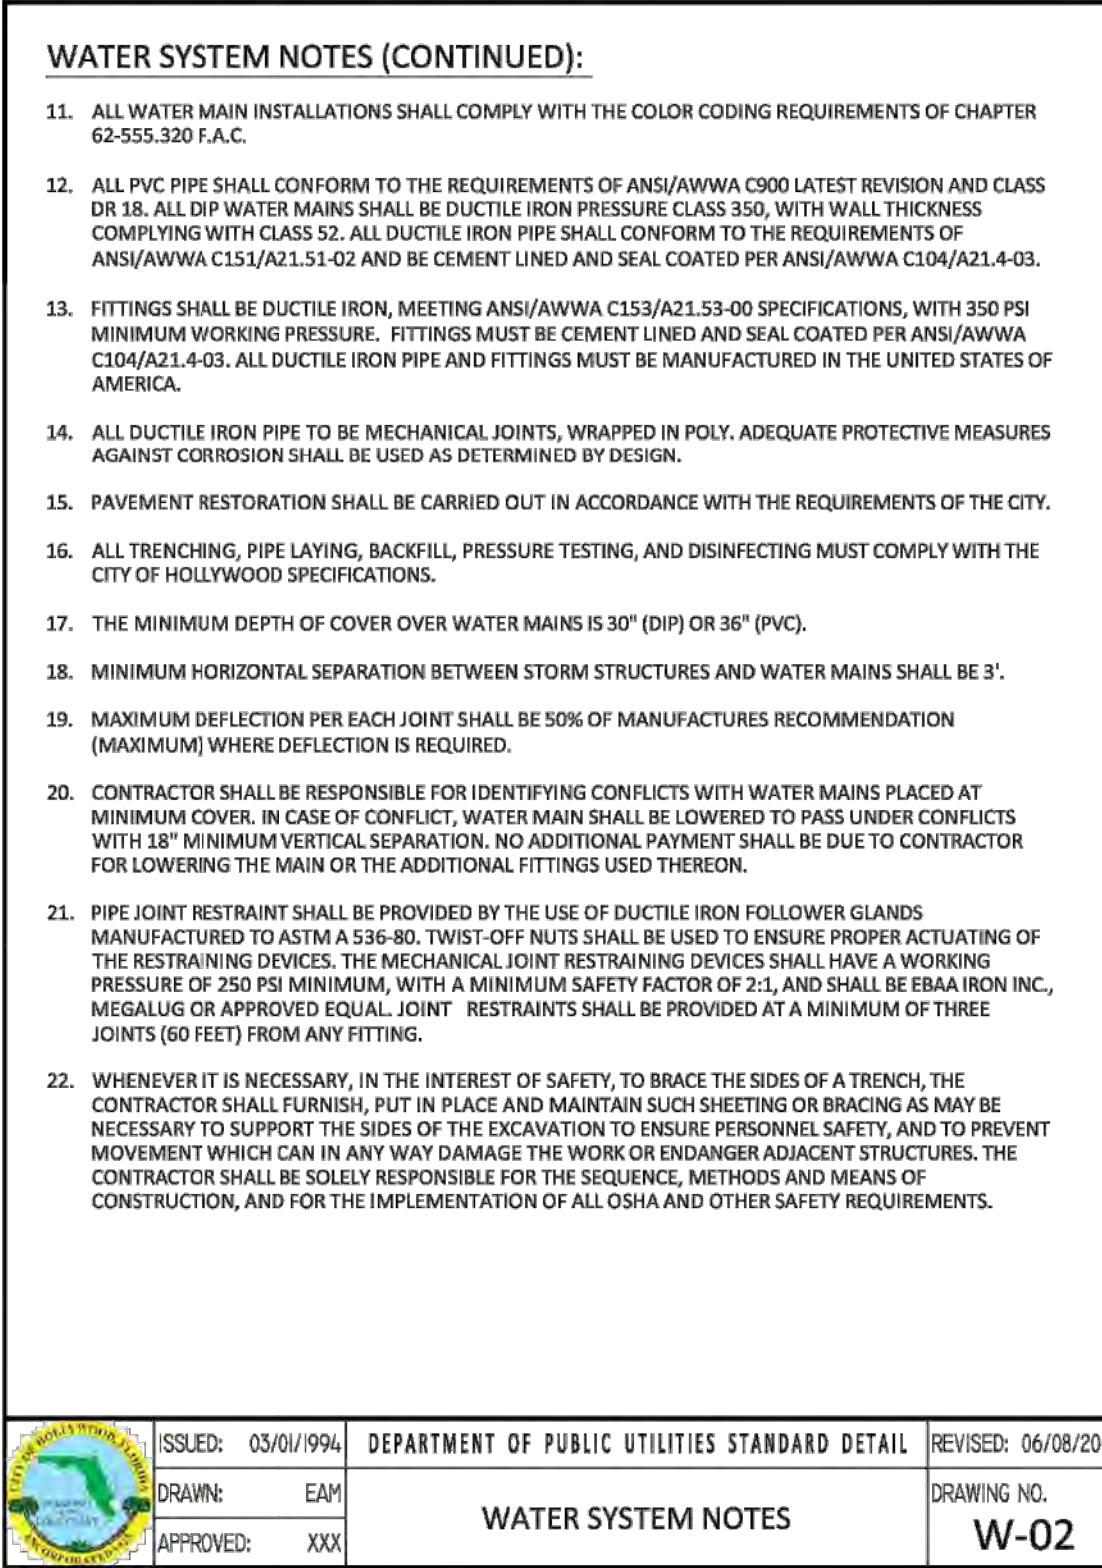 WATER SYSTEM NOTES (CONTINUED):
11. ALL WATER MAIN INSTALLATIONS SHALL COMPLY WITH THE COLOR CODING REQUIREMENTS OF CHAPTER
62-555.320 F.A.C.
12. ALL PVC PIPE SHALL CONFORM TO THE REQUIREMENTS OF ANSI/AWWA C900 LATEST REVISION AND CLASS
DR 18. ALL DIP WATER MAINS SHALL BE DUCTILE IRON PRESSURE CLASS 350, WITH WALL THICKNESS
COMPLYING WITH CLASS 52. ALL DUCTILE IRON PIPE SHALL CONFORM TO THE REQUIREMENTS OF
ANSI/AWWA C151/A21.51-02 AND BE CEMENT LINED AND SEAL COATED PER ANSI/AWWA C104/A21.4-03.
13. FITTINGS SHALL BE DUCTILE IRON, MEETING ANSI/AWWA C153/A21.53-00 SPECIFICATIONS, WITH 350 PSI
MINIMUM WORKING PRESSURE. FITTINGS MUST BE CEMENT LINED AND SEAL COATED PER ANSI/AWWA
C104/A21.4-03. ALL DUCTILE IRON PIPE AND FITTINGS MUST BE MANUFACTURED IN THE UNITED STATES OF
AMERICA.
14. ALL DUCTILE IRON PIPE TO BE MECHANICAL JOINTS, WRAPPED IN POLY. ADEQUATE PROTECTIVE MEASURES
AGAINST CORROSION SHALL BE USED AS DETERMINED BY DESIGN.
15. PAVEMENT RESTORATION SHALL BE CARRIED OUT IN ACCORDANCE WITH THE REQUIREMENTS OF THE CITY.
16. ALL TRENCHING, PIPE LAYING, BACKFILL, PRESSURE TESTING, AND DISINFECTING MUST COMPLY WITH THE
CITY OF HOLLYWOOD SPECIFICATIONS.
17. THE MINIMUM DEPTH OF COVER OVER WATER MAINS IS 30" (DIP) OR 36" (PVC).
18. MINIMUM HORIZONTAL SEPARATION BETWEEN STORM STRUCTURES AND WATER MAINS SHALL BE 3'.
19. MAXIMUM DEFLECTION PER EACH JOINT SHALL BE 50% OF MANUFACTURES RECOMMENDATION
(MAXIMUM) WHERE DEFLECTION IS REQUIRED.
20. CONTRACTOR SHALL BE RESPONSIBLE FOR IDENTIFYING CONFLICTS WITH WATER MAINS PLACED AT
MINIMUM COVER. IN CASE OF CONFLICT, WATER MAIN SHALL BE LOWERED TO PASS UNDER CONFLICTS
WITH 18" MINIMUM VERTICAL SEPARATION. NO ADDITIONAL PAYMENT SHALL BE DUE TO CONTRACTOR
FOR LOWERING THE MAIN OR THE ADDITIONAL FITTINGS USED THEREON.
21. PIPE JOINT RESTRAINT SHALL BE PROVIDED BY THE USE OF DUCTILE IRON FOLLOWER GLANDS
MANUFACTURED TO ASTM A 536-80. TWIST-OFF NUTS SHALL BE USED TO ENSURE PROPER ACTUATING OF
THE RESTRAINING DEVICES. THE MECHANICAL JOINT RESTRAINING DEVICES SHALL HAVE A WORKING
PRESSURE OF 250 PSI MINIMUM, WITH A MINIMUM SAFETY FACTOR OF 2:1, AND SHALL BE EBAA IRON INC.,
MEGALUG OR APPROVED EQUAL. JOINT RESTRAINTS SHALL BE PROVIDED AT A MINIMUM OF THREE
JOINTS (60 FEET) FROM ANY FITTING.
22. WHENEVER IT IS NECESSARY, IN THE INTEREST OF SAFETY, TO BRACE THE SIDES OF A TRENCH, THE
CONTRACTOR SHALL FURNISH, PUT IN PLACE AND MAINTAIN SUCH SHEETING OR BRACING AS MAY BE
NECESSARY TO SUPPORT THE SIDES OF THE EXCAVATION TO ENSURE PERSONNEL SAFETY, AND TO PREVENT
MOVEMENT WHICH CAN IN ANY WAY DAMAGE THE WORK OR ENDANGER ADJACENT STRUCTURES. THE
CONTRACTOR SHALL BE SOLELY RESPONSIBLE FOR THE SEQUENCE, METHODS AND MEANS OF
CONSTRUCTION, AND FOR THE IMPLEMENTATION OF ALL OSHA AND OTHER SAFETY REQUIREMENTS.
CITY OF HOLLYWOOD, FLORIDA
INCORPORATED
ISSUED: 03/01/1994
DRAWN: EAM
APPROVED: XXX
DEPARTMENT OF PUBLIC UTILITIES STANDARD DETAIL
WATER SYSTEM NOTES
REVISED: 06/08/20
DRAWING NO.
W-02